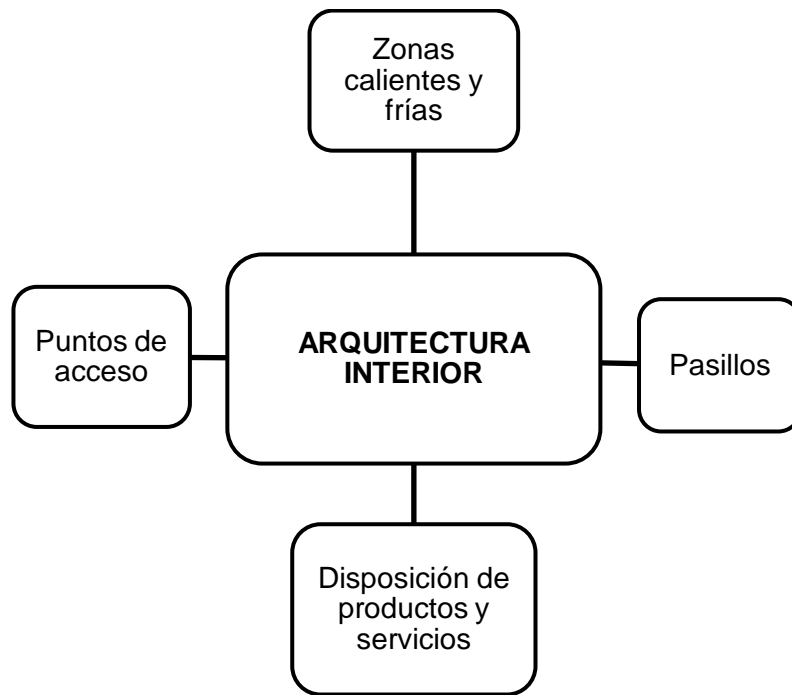 Zonas
calientes y
frías
Puntos de
acceso
ARQUITECTURA
INTERIOR
Pasillos
Disposición de
productos y
servicios